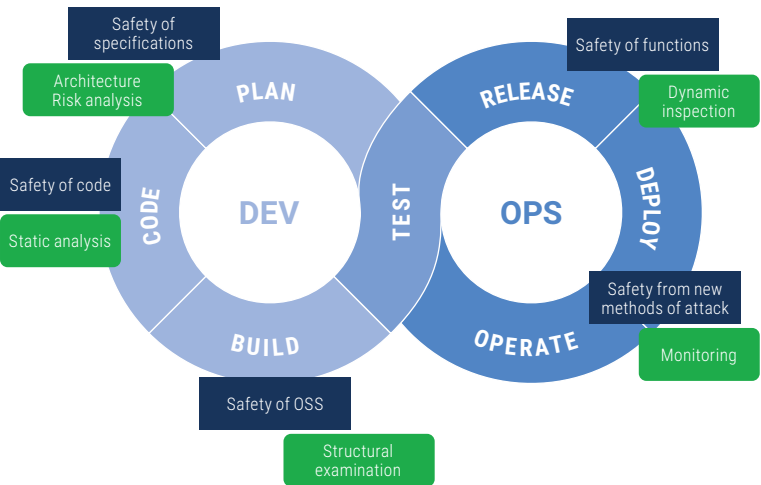 Safety of
specifications
Architecture
Risk analysis
Safety of functions
Dynamic
inspection
PLAN
RELEASE
Safety of code
Static analysis
CODE
DEV
TEST
OPS
DEPLOY
Safety from new
methods of attack
Monitoring
BUILD
OPERATE
Safety of OSS
Structural
examination